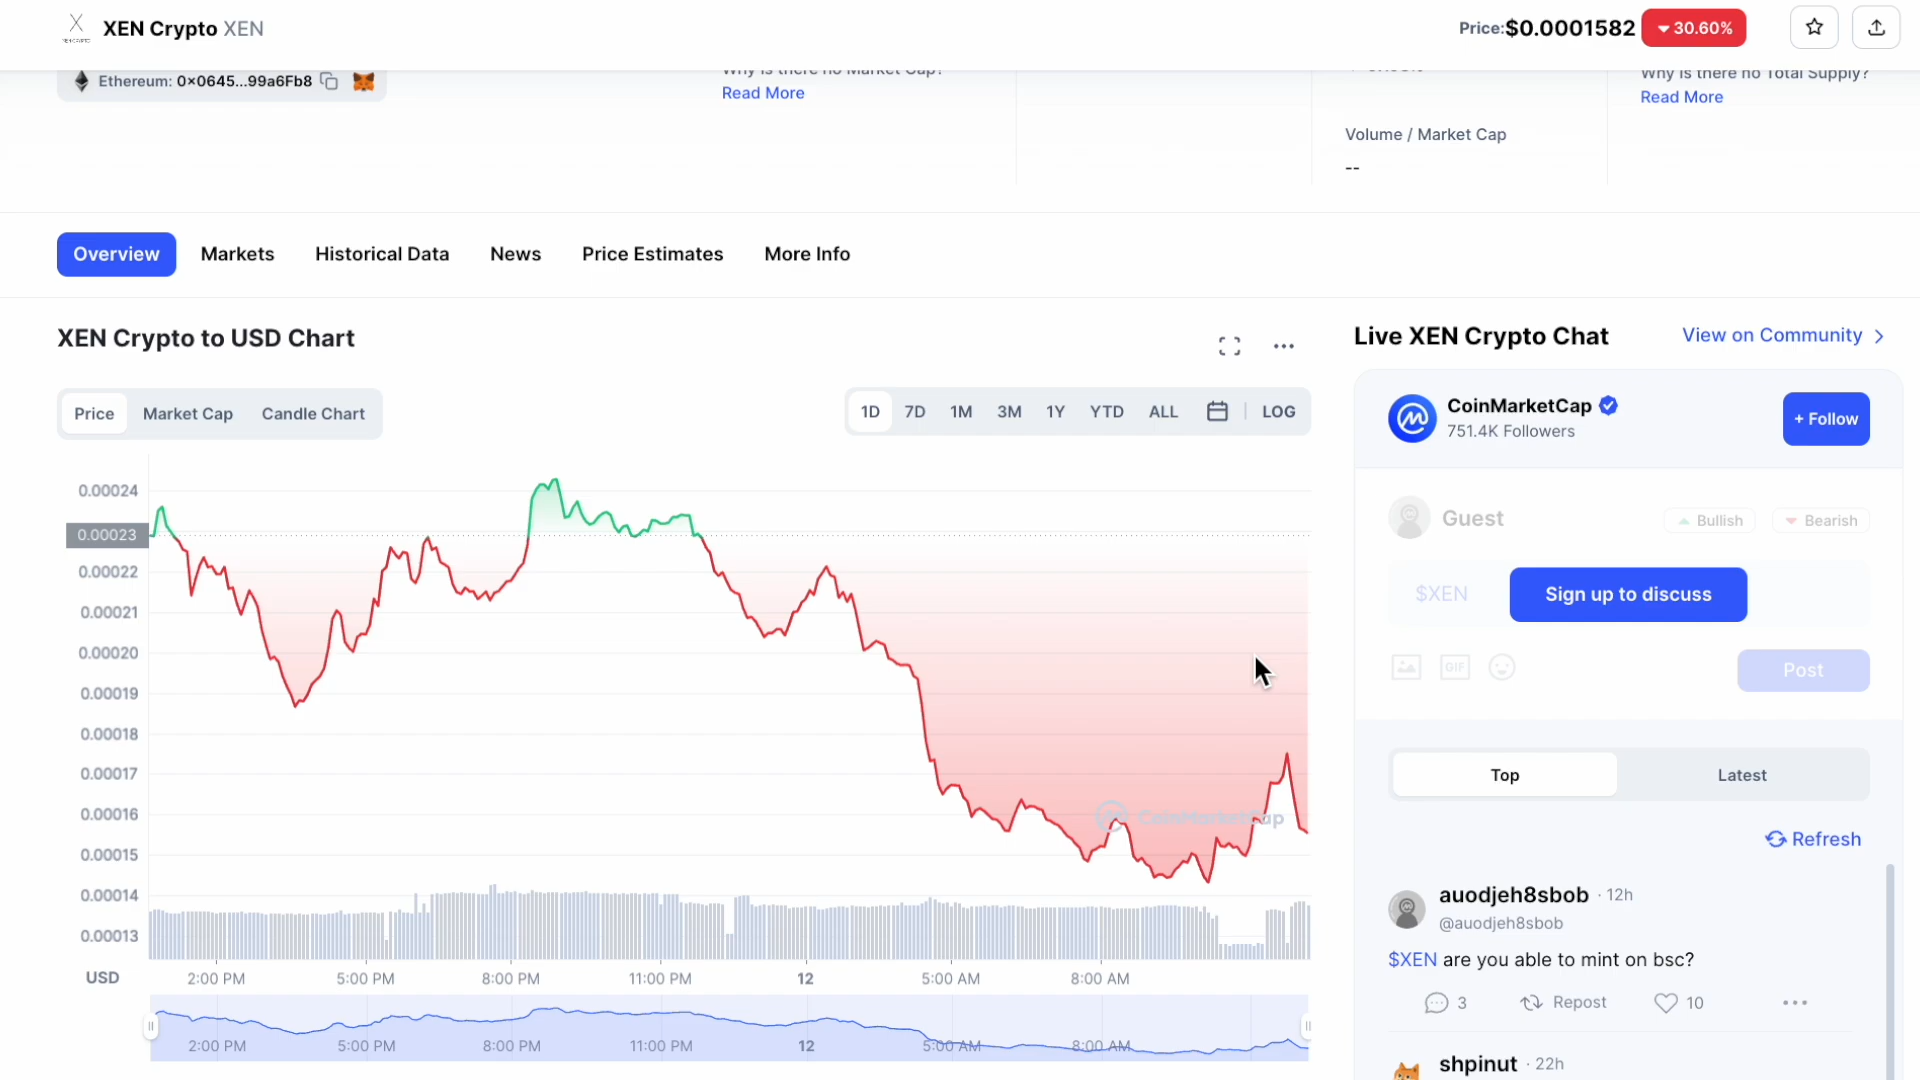 XEN Crypto XEN
Price:$0.0001582 30.60%
Ethereum: 0x0645...99a6Fb8
Why is there no Market Cap?
Read More
Why is there no Total Supply?
Read More
Volume / Market Cap
--
Overview Markets Historical Data News Price Estimates More Info
XEN Crypto to USD Chart
Price Market Cap Candle Chart
1D 7D 1M 3M 1Y YTD ALL LOG
0.00024
0.00023
0.00022
0.00021
0.00020
0.00019
0.00018
0.00017
0.00016
0.00015
0.00014
0.00013
CoinMarketCap
USD
2:00 PM 5:00 PM 8:00 PM 11:00 PM 12 5:00 AM 8:00 AM
2:00 PM 5:00 PM 8:00 PM 11:00 PM 12 5:00 AM 8:00 AM
Live XEN Crypto Chat View on Community
CoinMarketCap
751.4K Followers
+ Follow
Guest Bullish Bearish
$XEN Sign up to discuss
GIF Post
Top Latest
Refresh
auodjeh8sbob · 12h
@auodjeh8sbob
$XEN are you able to mint on bsc?
3 Repost 10
shpinut · 22h